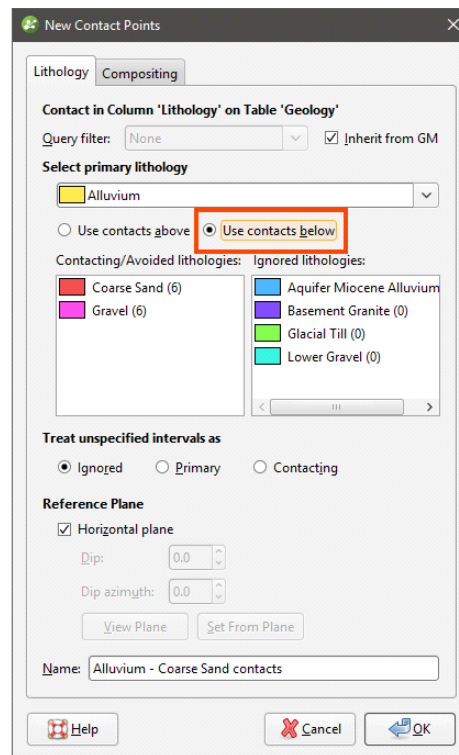 New Contact Points
Lithology Compositing
Contact in Column 'Lithology' on Table 'Geology'
Query filter: None Inherit from GM
Select primary lithology
Alluvium
Use contacts above Use contacts below
Contacting/Avoided lithologies: Ignored lithologies:
Coarse Sand (6) Aquifer Miocene Alluvium
Gravel (6) Basement Granite (0)
Glacial Till (0)
Lower Gravel (0)
Treat unspecified intervals as
Ignored Primary Contacting
Reference Plane
Horizontal plane
Dip: 0.0
Dip azimuth: 0.0
View Plane Set From Plane
Name: Alluvium - Coarse Sand contacts
Help Cancel OK